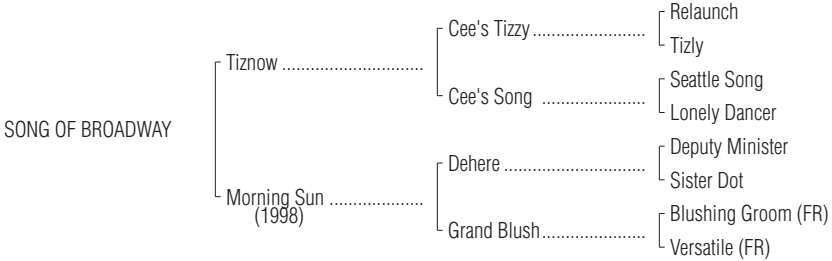 Relaunch
Cee's Tizzy........................
Tizly
Tiznow ..............................
Seattle Song
Cee's Song ......................
Lonely Dancer
SONG OF BROADWAY
Deputy Minister
Dehere ..............................
Sister Dot
Morning Sun ....................
(1998)
Blushing Groom (FR)
Grand Blush......................
Versatile (FR)